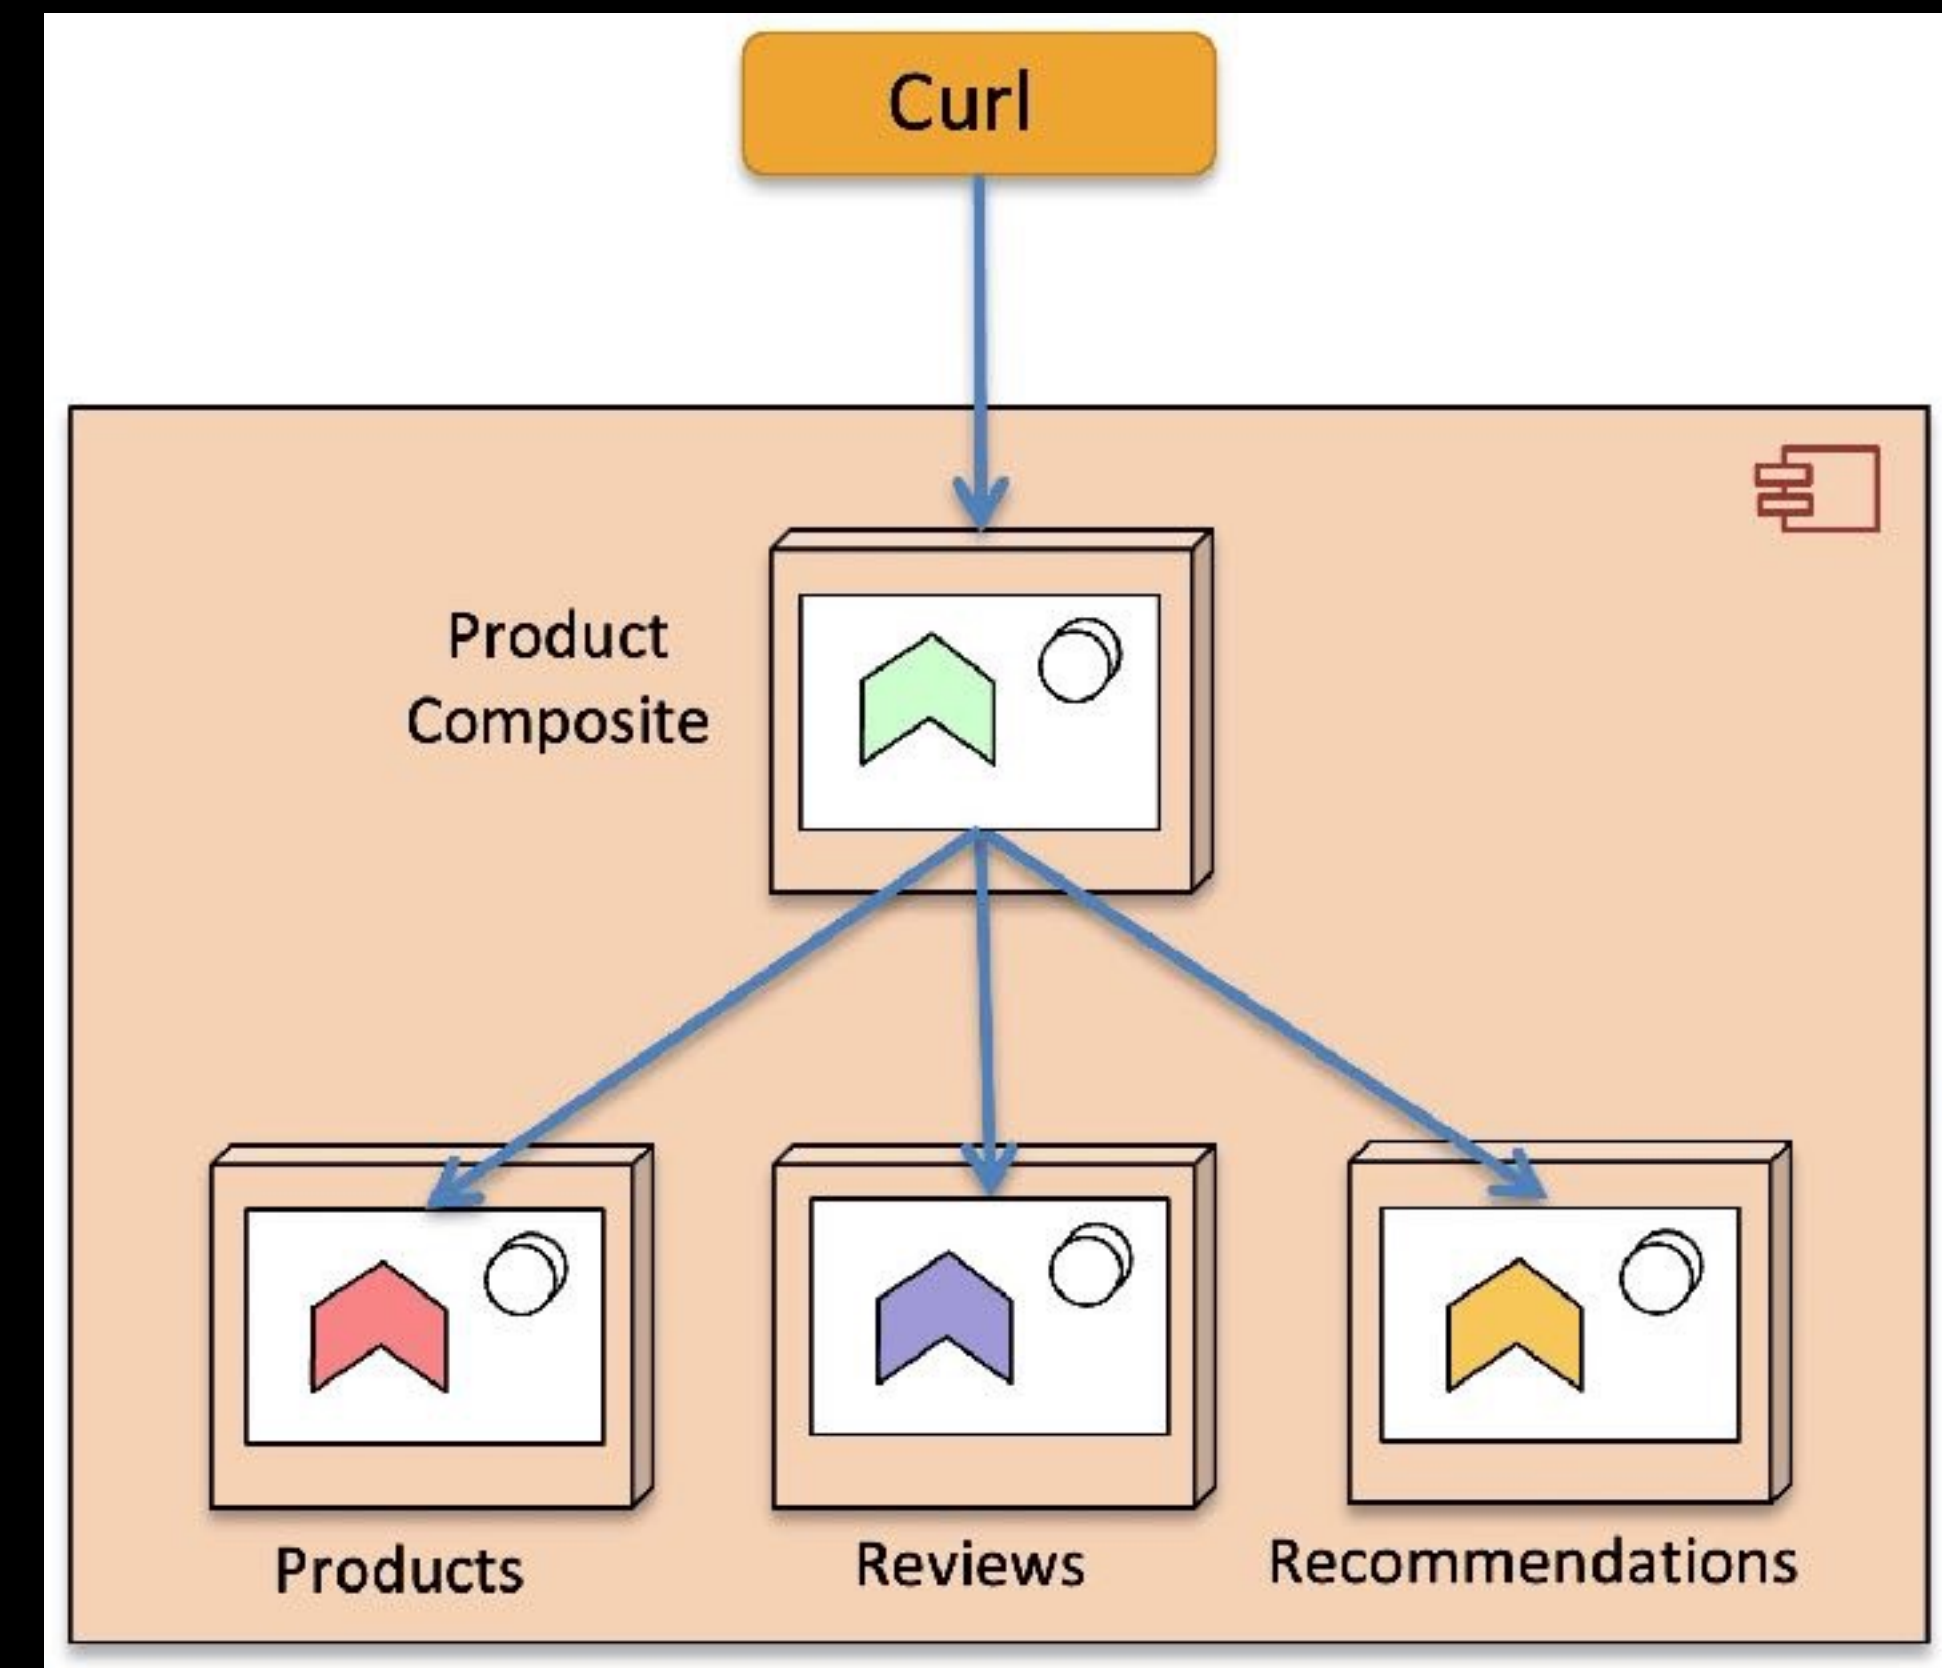 Curl
Product
Composite
Products
Reviews
Recommendations